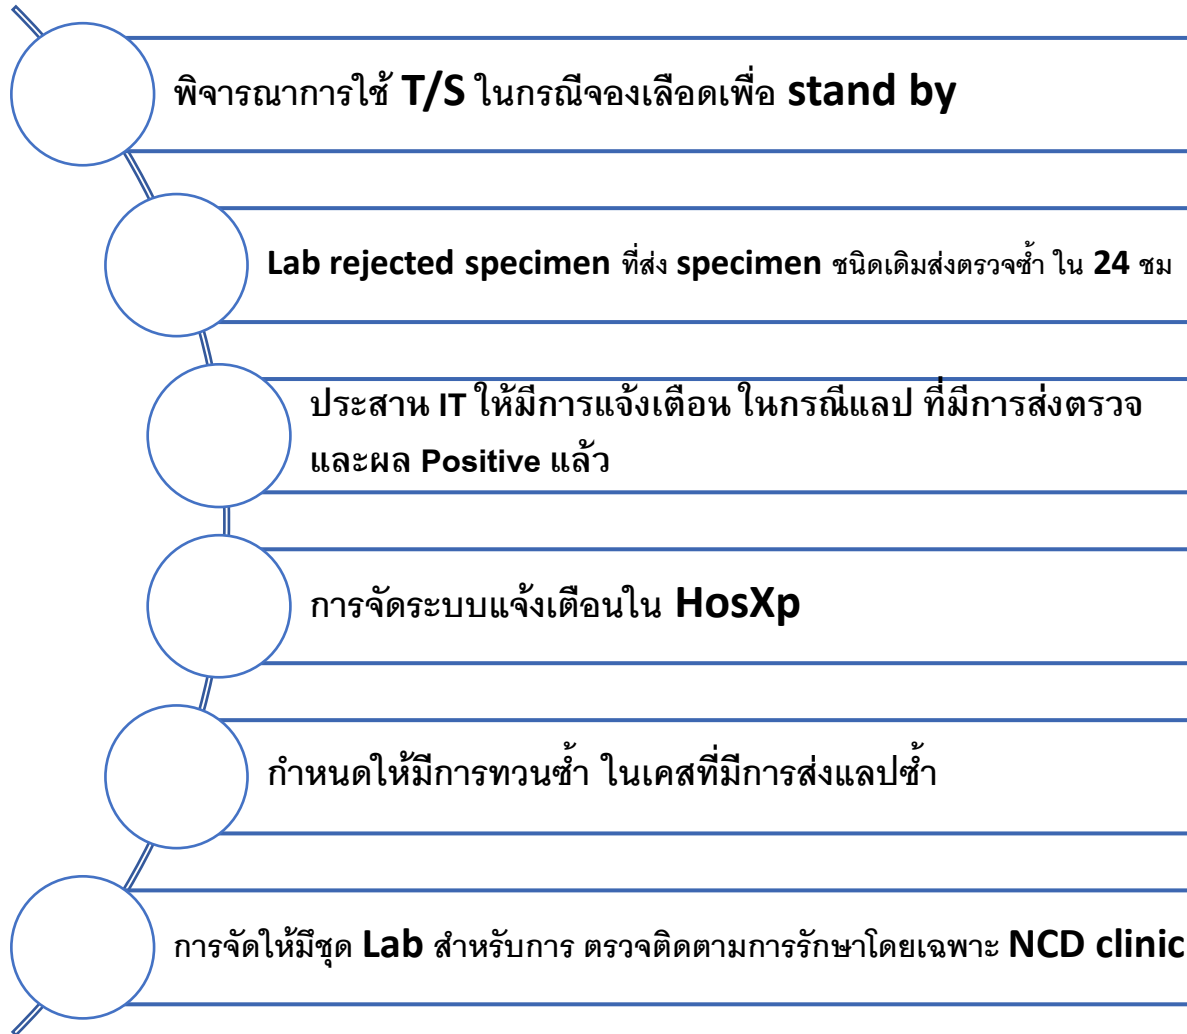 พิจารณาการใช้ T/S ในกรณีจองเลือดเพื่อ stand by
Lab rejected specimen ที่ส่ง specimen ชนิดเดิมส่งตรวจซ้ำ ใน 24 ชม
ประสาน IT ให้มีการแจ้งเตือน ในกรณีแลป ที่มีการส่งตรวจ
และผล Positive แล้ว
การจัดระบบแจ้งเตือนใน HosXp
กำหนดให้มีการทวนซ้ำ ในเคสที่มีการส่งแลปซ้ำ
การจัดให้มีชุด Lab สำหรับการ ตรวจติดตามการรักษาโดยเฉพาะ NCD clinic